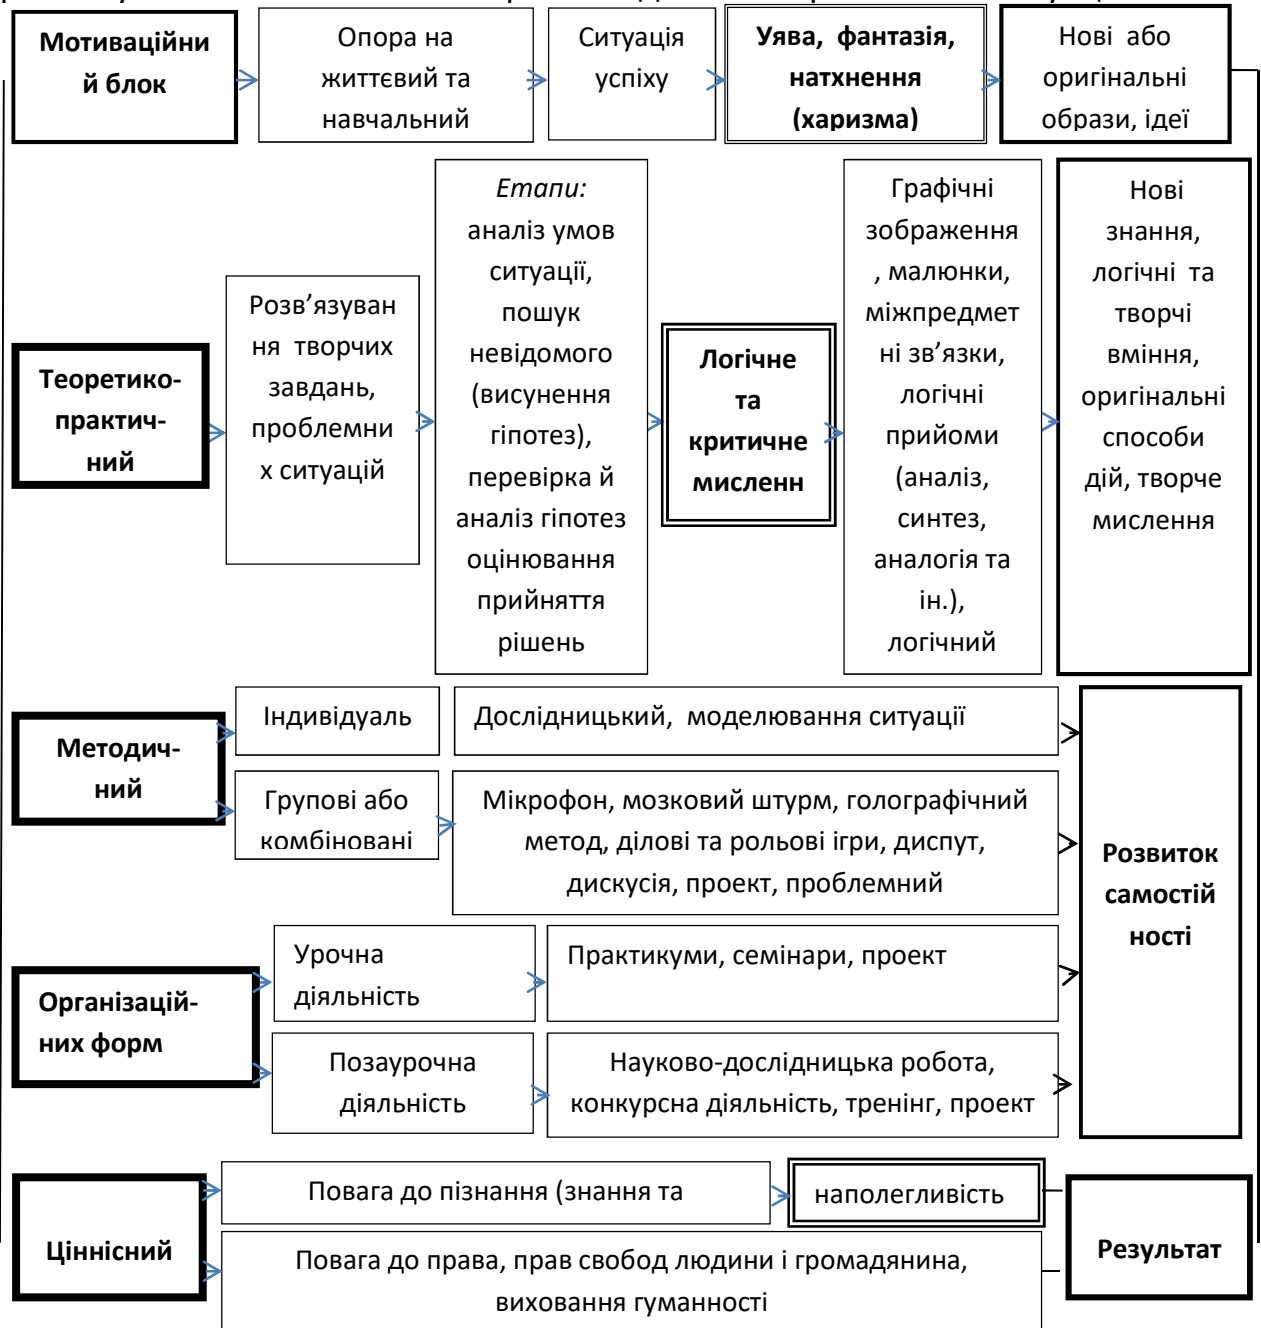 Мотиваційни
й блок
Опора на
життєвий та
навчальний
Ситуація
успіху
Уява, фантазія,
натхнення
(харизма)
Нові або
оригінальні
образи, ідеї
Теоретико-
практич-
ний
Розв’язуван
ня творчих
завдань,
проблемни
х ситуацій
Етапи:
аналіз умов
ситуації,
пошук
невідомого
(висунення
гіпотез),
перевірка й
аналіз гіпотез
оцінювання
прийняття
рішень
Логічне
та
критичне
мисленн
Графічні
зображення
, малюнки,
міжпредмет
ні зв’язки,
логічні
прийоми
(аналіз,
синтез,
аналогія та
ін.),
логічний
Нові
знання,
логічні та
творчі
вміння,
оригінальні
способи
дій, творче
мислення
Методич-
ний
Індивідуаль
Дослідницький, моделювання ситуації
Групові або
комбіновані
Мікрофон, мозковий штурм, голографічний
метод, ділові та рольові ігри, диспут,
дискусія, проект, проблемний
Розвиток
самостій
ності
Організацій-
них форм
Урочна
діяльність
Практикуми, семінари, проект
Позаурочна
діяльність
Науково-дослідницька робота,
конкурсна діяльність, тренінг, проект
Ціннісний
Повага до пізнання (знання та
наполегливість
Повага до права, прав свобод людини і громадянина,
виховання гуманності
Результат